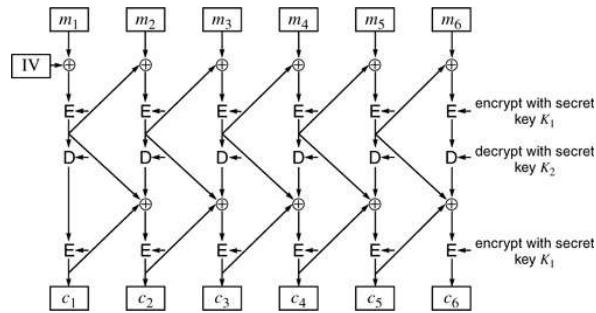 m₁ m₂ m₃ m₄ m₅ m₆
IV ⊕ ⊕ ⊕ ⊕ ⊕ ⊕
E E E E E E encrypt with secret
key K₁
D D D D D D decrypt with secret
key K₂
⊕ ⊕ ⊕ ⊕ ⊕
E E E E E E encrypt with secret
key K₁
c₁ c₂ c₃ c₄ c₅ c₆